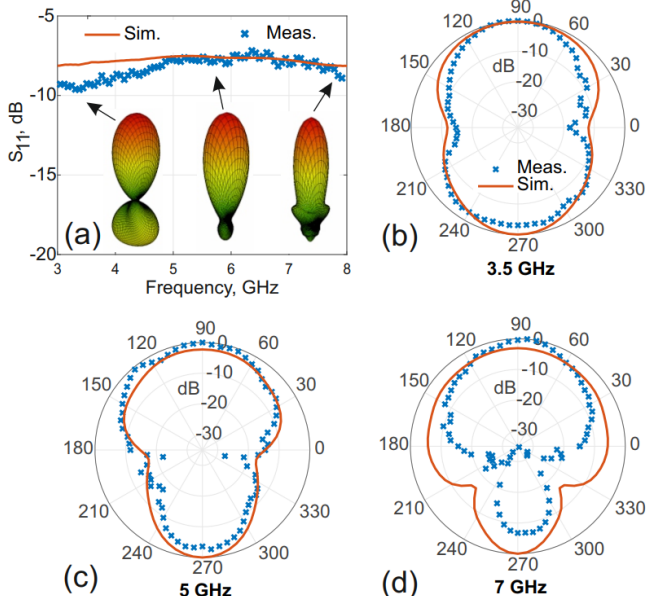 -5
-10
-15
-20
S11, dB
Sim.
Meas.
(a)
3 4 5 6 7 8
Frequency, GHz
90
120 0 60
150 -10 30
dB
-20
-30
180 0
Meas.
Sim.
210 330
240 300
270
(b)
3.5 GHz
90
120 0 60
150 -10 30
dB
-20
-30
180 0
210 330
240 300
270
(c)
5 GHz
90
120 0 60
150 -10 30
dB
-20
-30
180 0
210 330
240 300
270
(d)
7 GHz